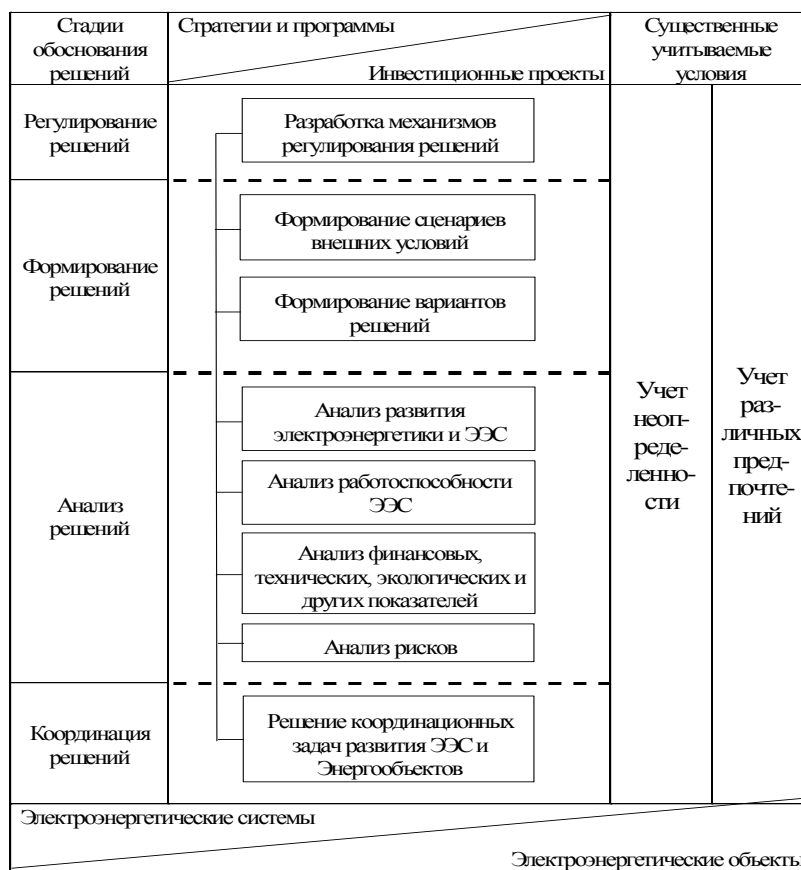 Стадии
обоснования
решений
Стратегии и программы
Инвестиционные проекты
Существенные
учитываемые
условия
Регулирование
решений
Разработка механизмов
регулирования решений
Формирование
решений
Формирование сценариев
внешних условий
Формирование вариантов
решений
Анализ
решений
Анализ развития
электроэнергетики и ЭЭС
Анализ работоспособности
ЭЭС
Анализ финансовых,
технических, экологических и
других показателей
Анализ рисков
Координация
решений
Решение координационных
задач развития ЭЭС и
Энергообъектов
Учет
неоп-
реде-
ленно-
сти
Учет
раз-
личных
пред-
почте-
ний
Электроэнергетические системы
Электроэнергетические объекты